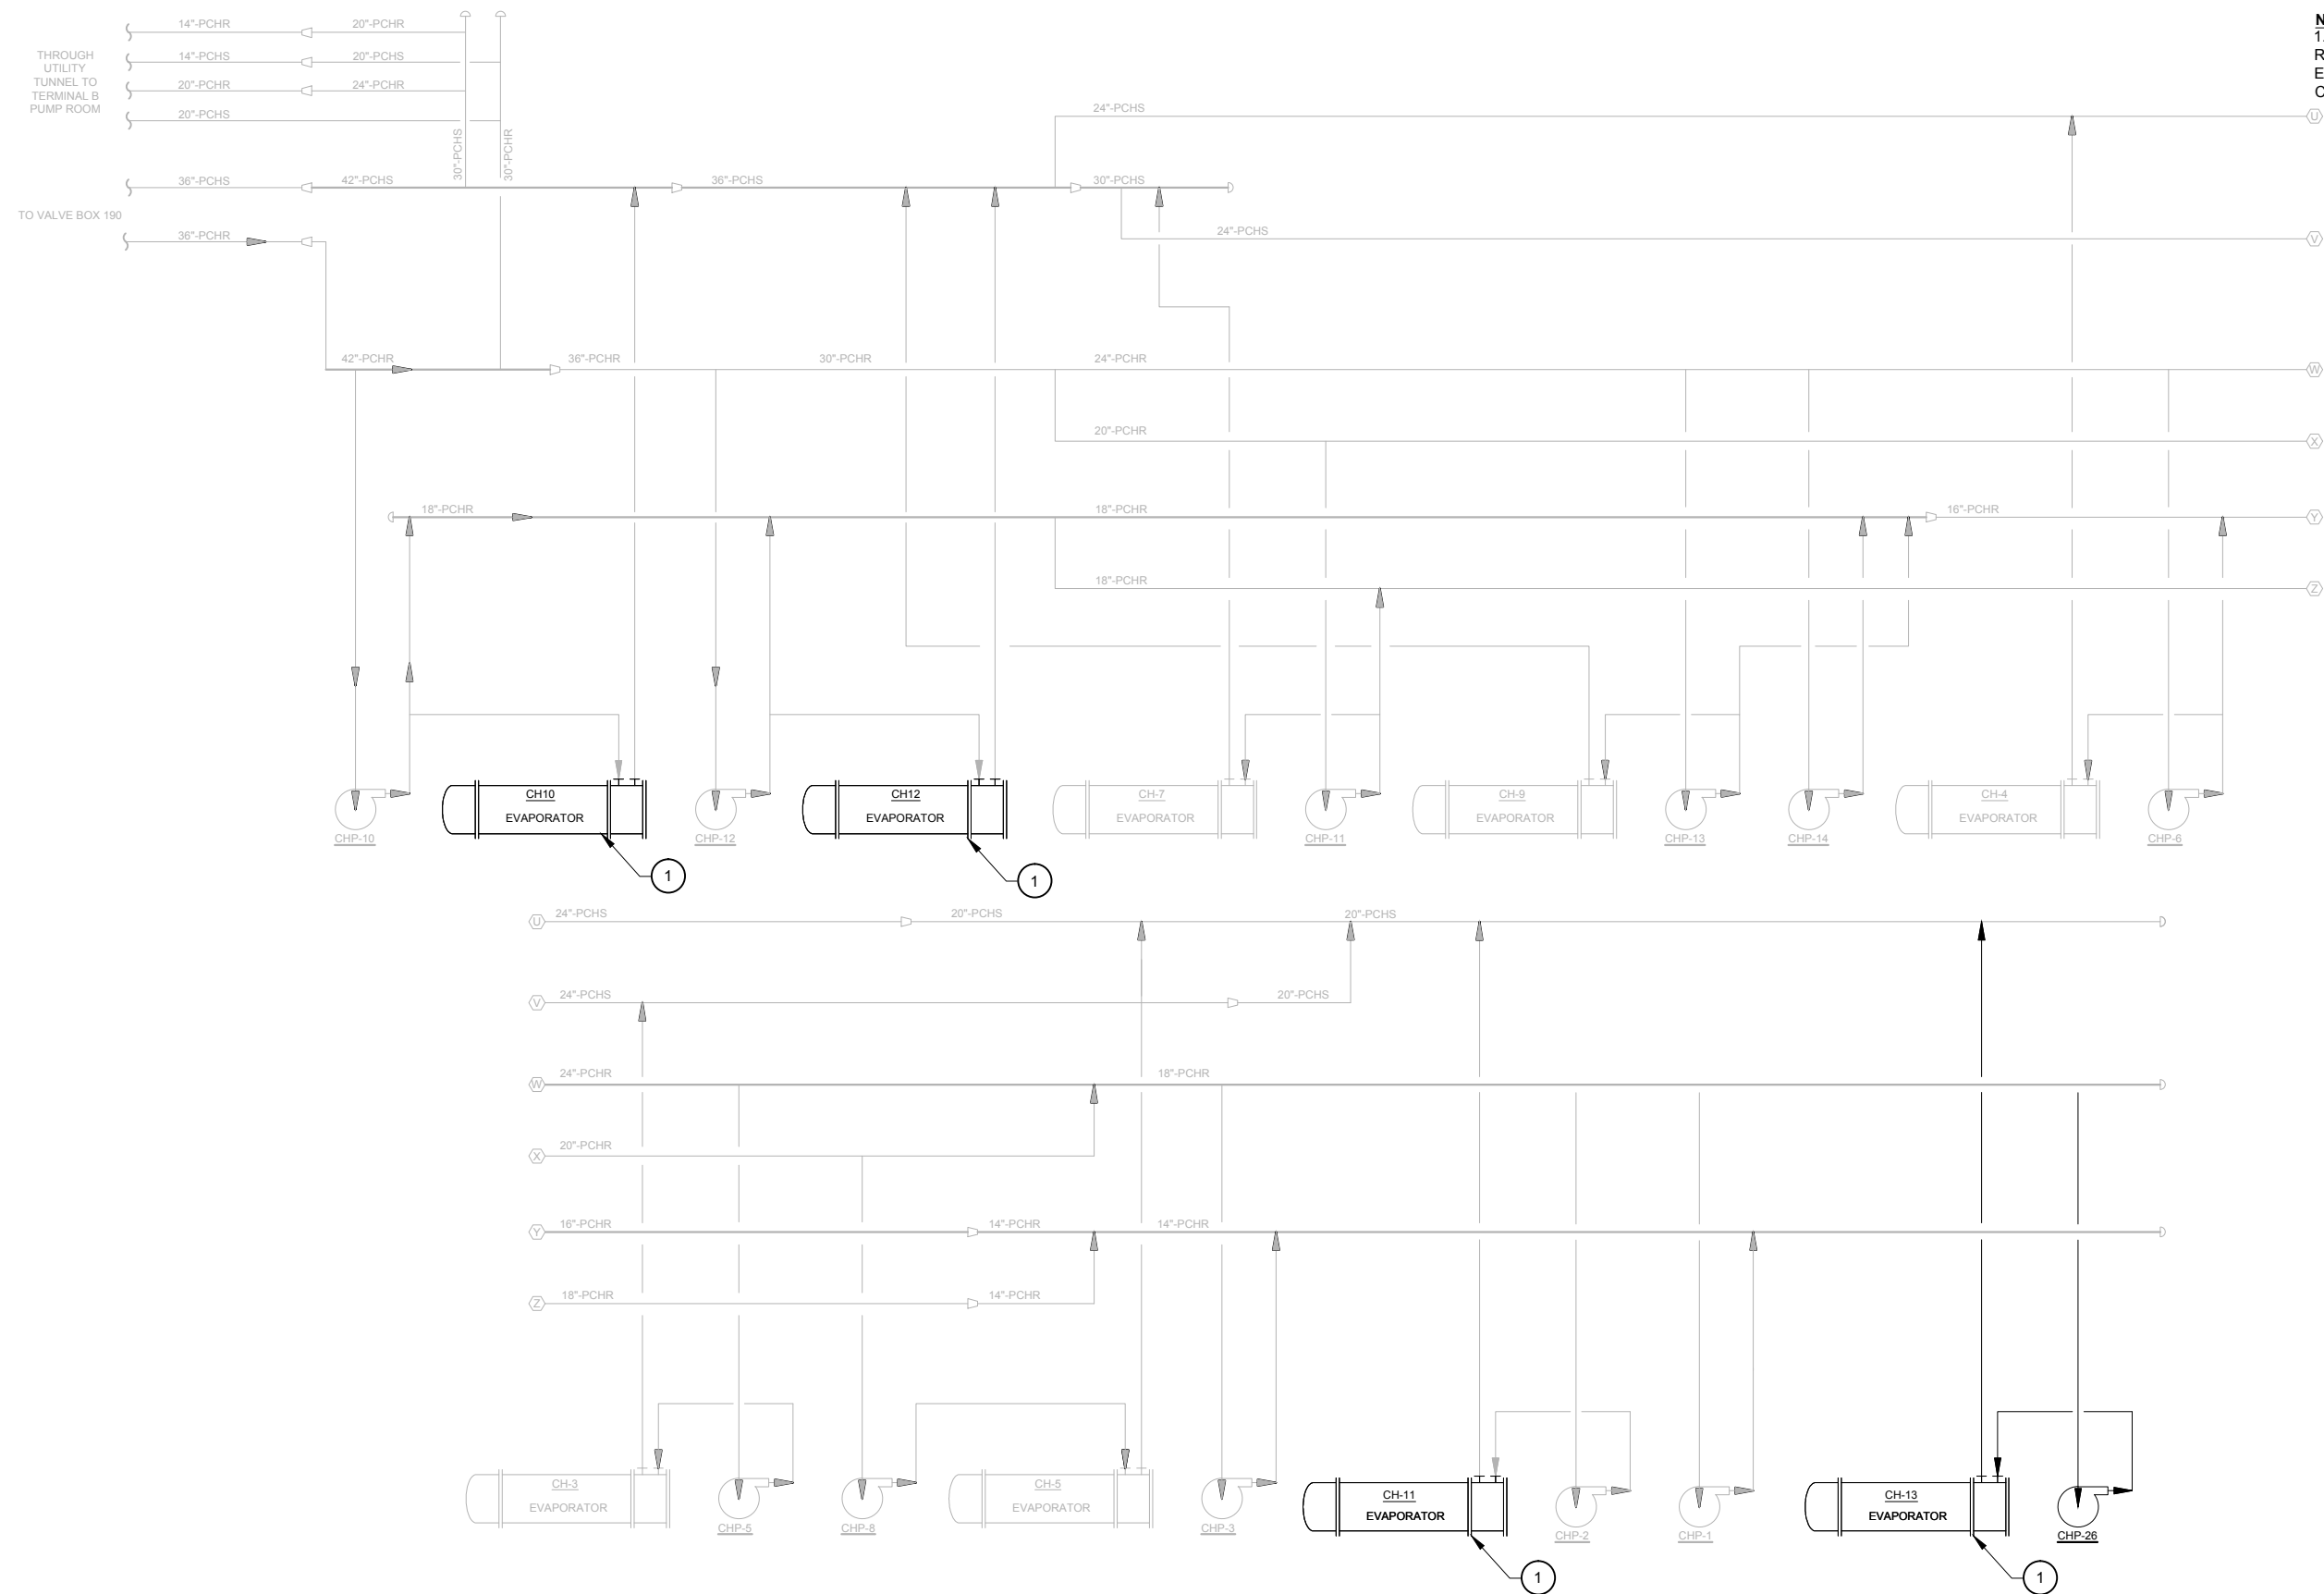 14"-PCHR
20"-PCHR
14"-PCHS
20"-PCHS
20"-PCHR
24"-PCHR
20"-PCHS
THROUGH
UTILITY
TUNNEL TO
TERMINAL B
PUMP ROOM
30"-PCHS
30"-PCHR
24"-PCHS
U
36"-PCHS
42"-PCHS
36"-PCHS
30"-PCHS
TO VALVE BOX 190
36"-PCHR
24"-PCHS
V
42"-PCHR
36"-PCHR
30"-PCHR
24"-PCHR
W
20"-PCHR
X
18"-PCHR
18"-PCHR
16"-PCHR
Y
18"-PCHR
Z
CHP-10
CH10
EVAPORATOR
1
CHP-12
CH12
EVAPORATOR
1
CH-7
EVAPORATOR
CHP-11
CH-9
EVAPORATOR
CHP-13
CHP-14
CH-4
EVAPORATOR
CHP-6
U
24"-PCHS
20"-PCHS
20"-PCHS
V
24"-PCHS
20"-PCHS
W
24"-PCHR
18"-PCHR
X
20"-PCHR
Y
16"-PCHR
14"-PCHR
14"-PCHR
Z
18"-PCHR
14"-PCHR
CH-3
EVAPORATOR
CHP-5
CHP-8
CH-5
EVAPORATOR
CHP-3
CH-11
EVAPORATOR
1
CHP-2
CHP-1
CH-13
EVAPORATOR
1
CHP-26